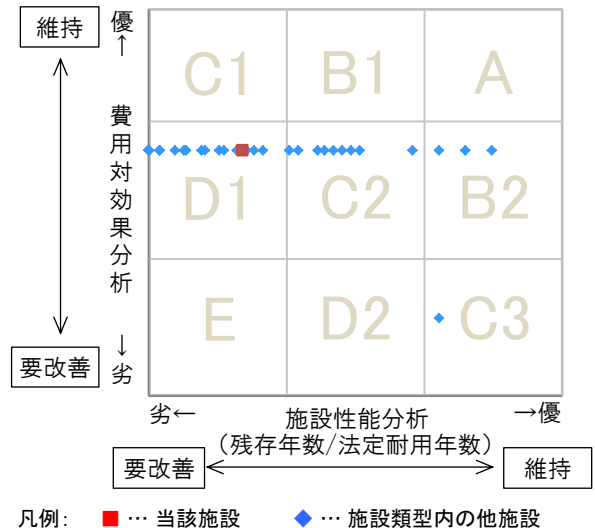 維持
優
↑
費用対効果分析
↓
劣
要改善
C1 B1 A
D1 C2 B2
E D2 C3
劣← 施設性能分析 →優
（残存年数/法定耐用年数）
要改善 維持
凡例： ■ … 当該施設 ◆ … 施設類型内の他施設